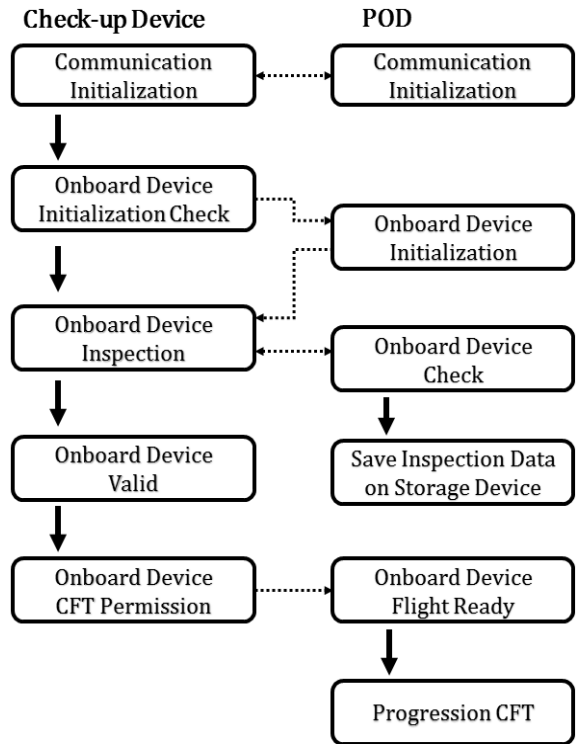 Check-up Device
POD
Communication
Initialization
Communication
Initialization
Onboard Device
Initialization Check
Onboard Device
Initialization
Onboard Device
Inspection
Onboard Device
Check
Onboard Device
Valid
Save Inspection Data
on Storage Device
Onboard Device
CFT Permission
Onboard Device
Flight Ready
Progression CFT